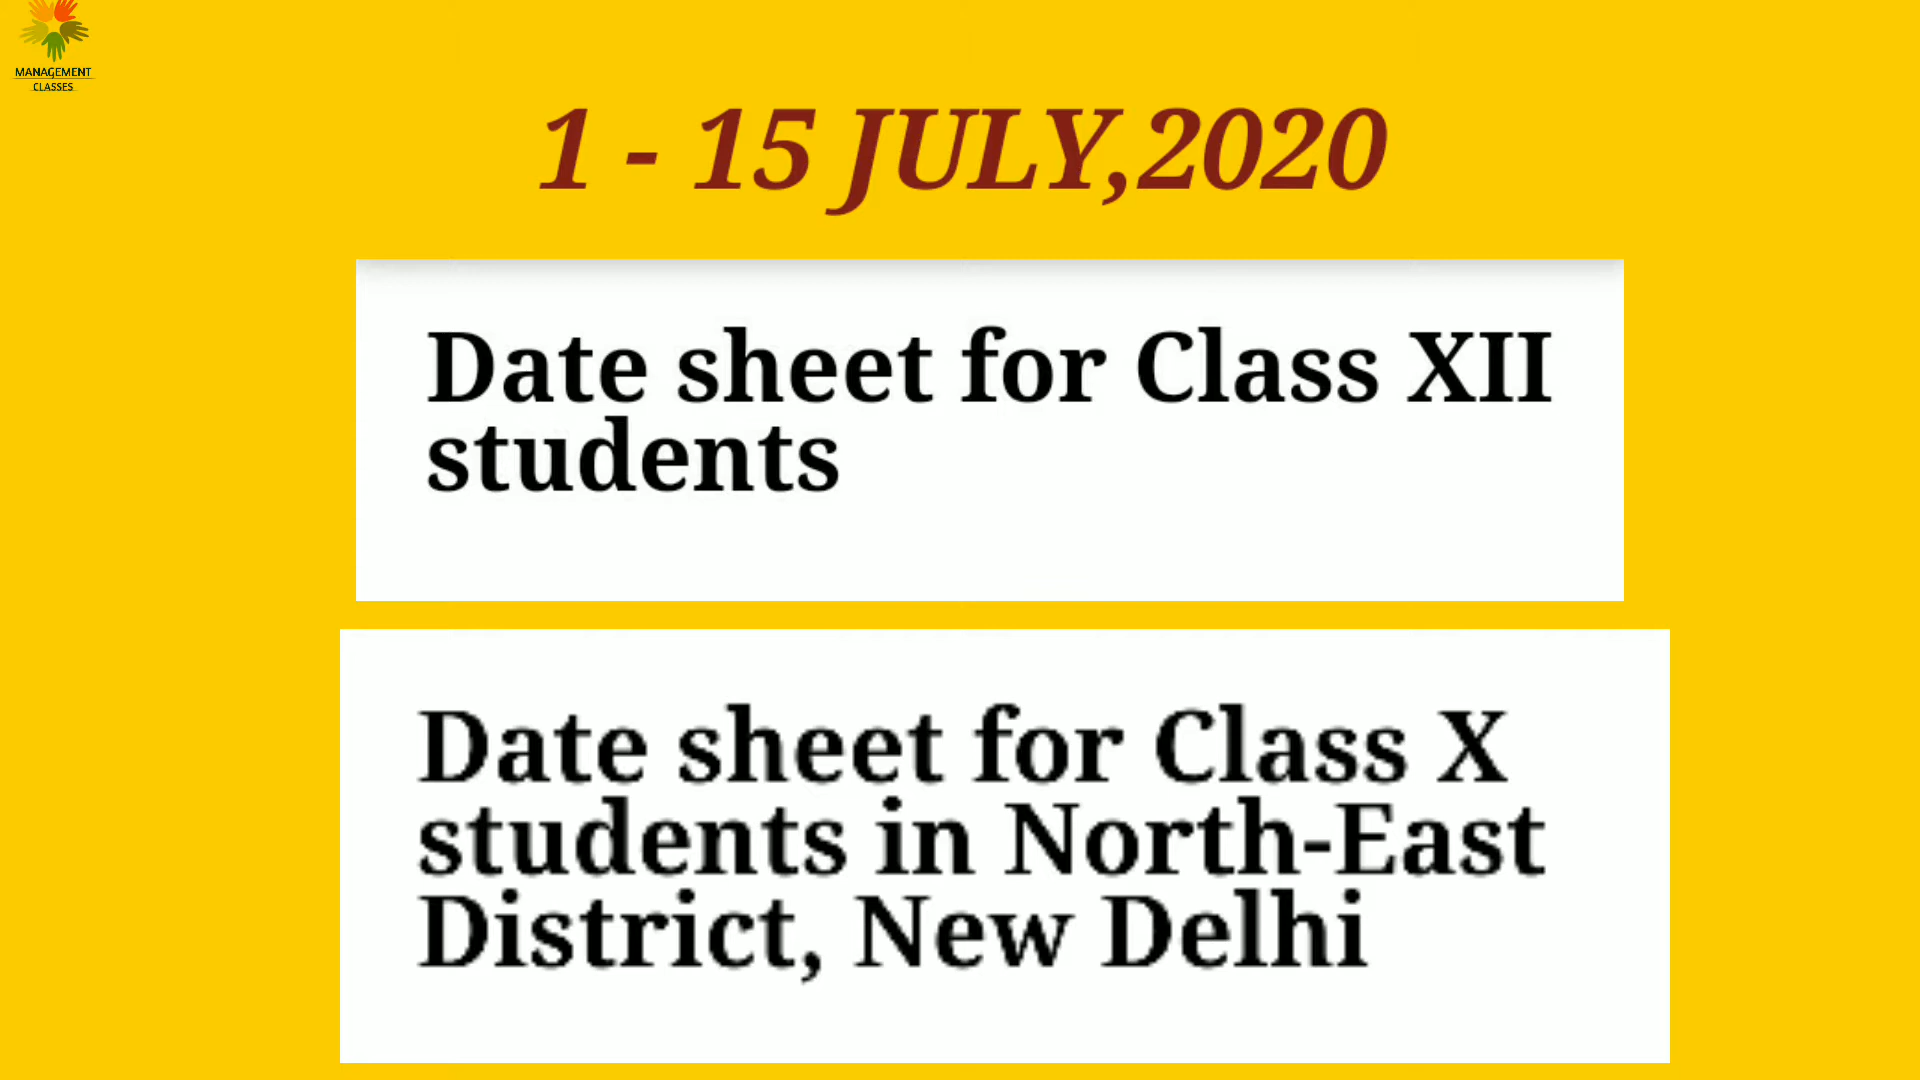 MANAGEMENT
CLASSES
1 - 15 JULY,2020
Date sheet for Class XII
students
Date sheet for Class X
students in North-East
District, New Delhi